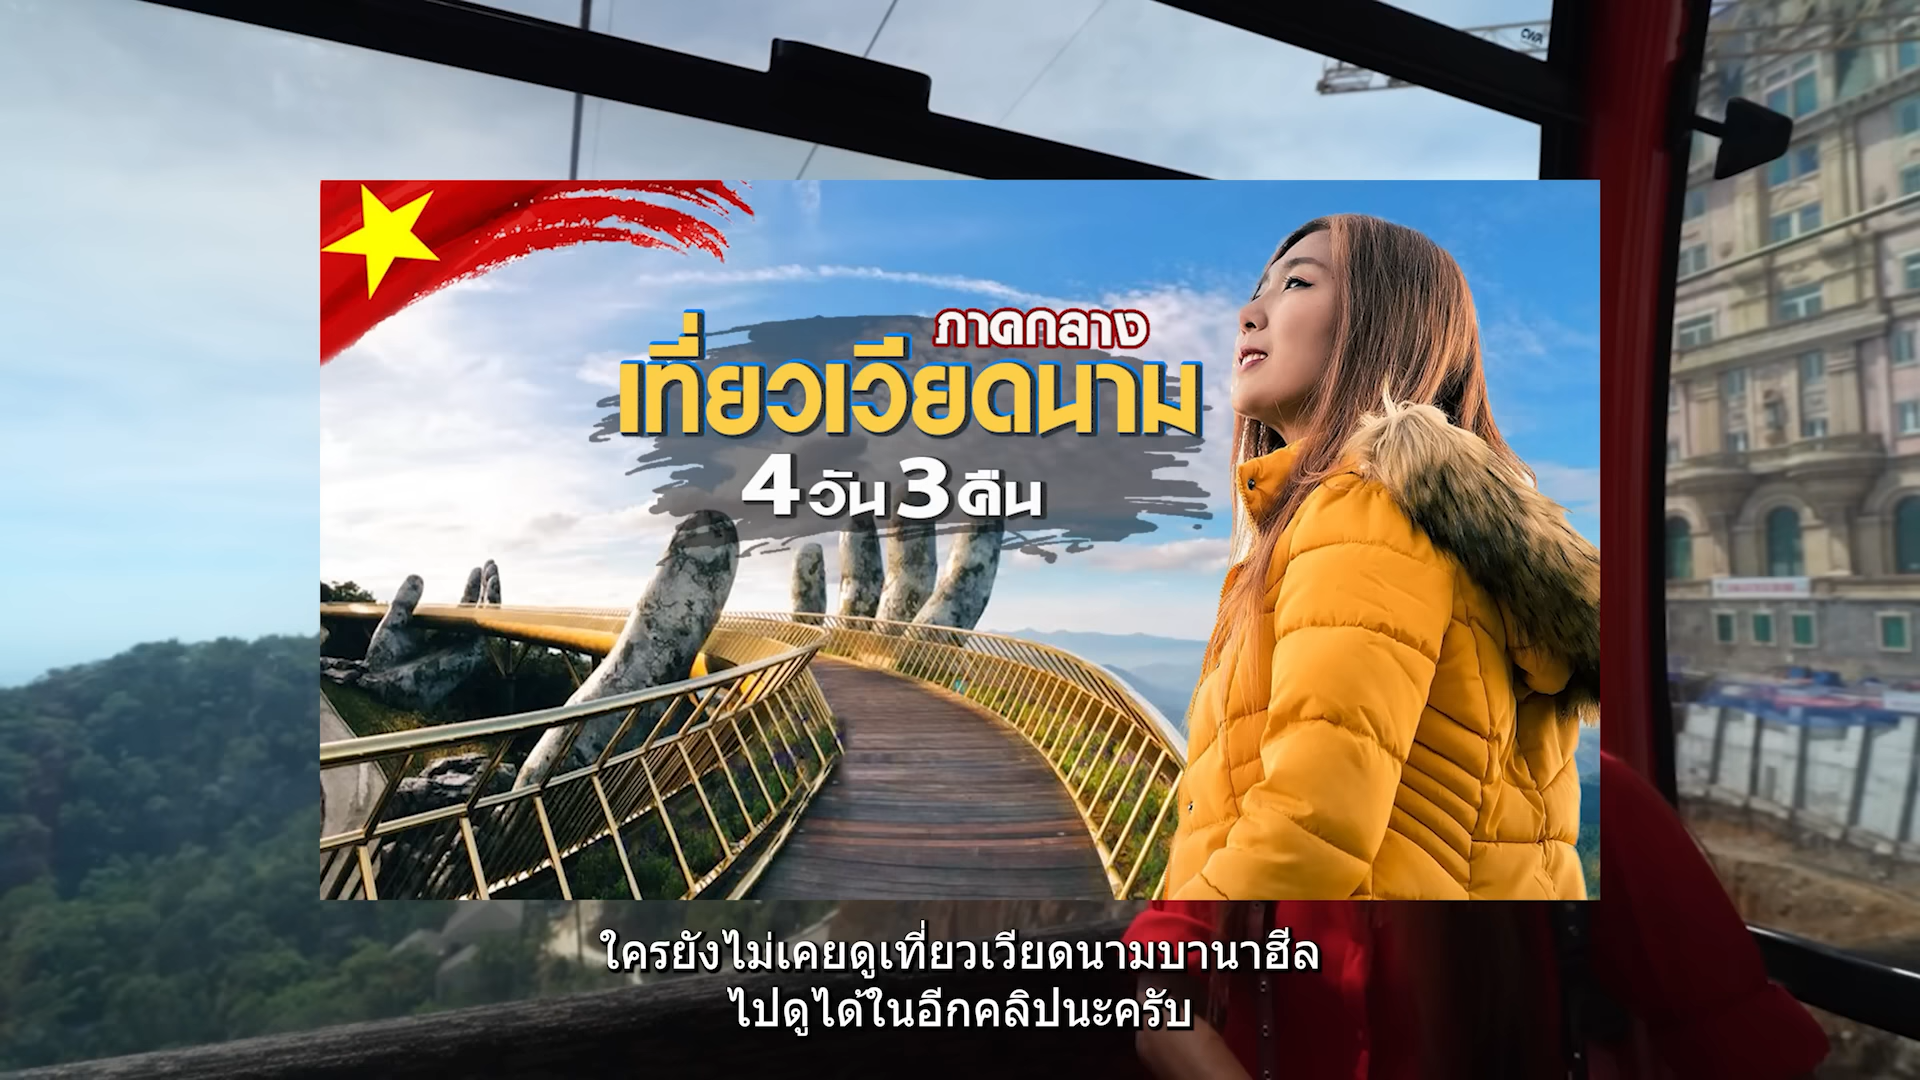 CWA
ภาคกลาง
เที่ยวเวียดนาม
4 วัน 3 คืน
ใครยังไม่เคยดูเที่ยวเวียดนามบานาฮีล
ไปดูได้ในอีกคลิปนะครับ